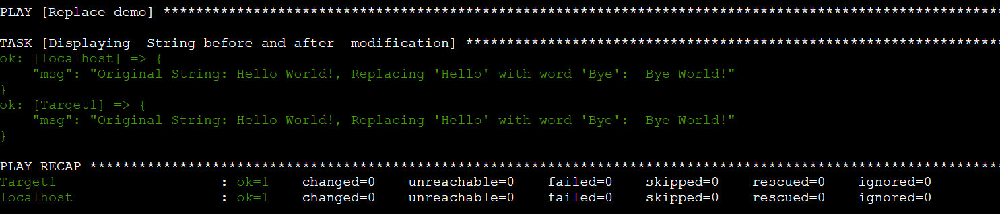 PLAY [Replace demo] *******************************************************************************************************
TASK [Displaying  String before and after  modification] ******************************************************************
ok: [localhost] => {
    "msg": "Original String: Hello World!, Replacing 'Hello' with word 'Bye':  Bye World!"
}
ok: [Target1] => {
    "msg": "Original String: Hello World!, Replacing 'Hello' with word 'Bye':  Bye World!"
}
PLAY RECAP ****************************************************************************************************************
Target1                    : ok=1    changed=0    unreachable=0    failed=0    skipped=0    rescued=0    ignored=0
localhost                  : ok=1    changed=0    unreachable=0    failed=0    skipped=0    rescued=0    ignored=0